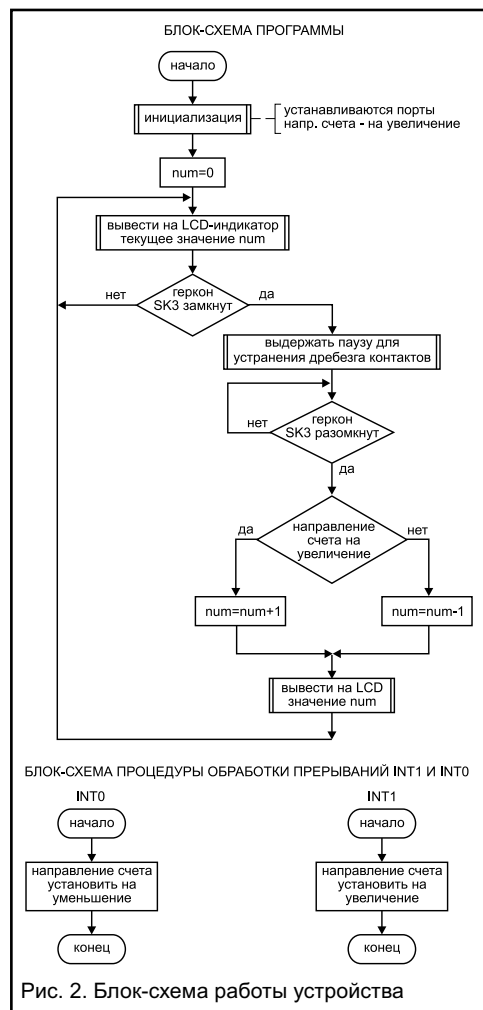 БЛОК-СХЕМА ПРОГРАММЫ
начало
инициализация
устанавливаются порты
напр. счета - на увеличение
num=0
вывести на LCD-индикатор
текущее значение num
нет
геркон
SK3 замкнут
да
выдержать паузу для
устранения дребезга контактов
нет
геркон
SK3 разомкнут
да
да
направление
счета на
увеличение
нет
num=num+1
num=num-1
вывести на LCD
значение num
БЛОК-СХЕМА ПРОЦЕДУРЫ ОБРАБОТКИ ПРЕРЫВАНИЙ INT1 И INT0
INT0
начало
направление счета
установить на
уменьшение
конец
INT1
начало
направление счета
установить на
увеличение
конец
Рис. 2. Блок-схема работы устройства